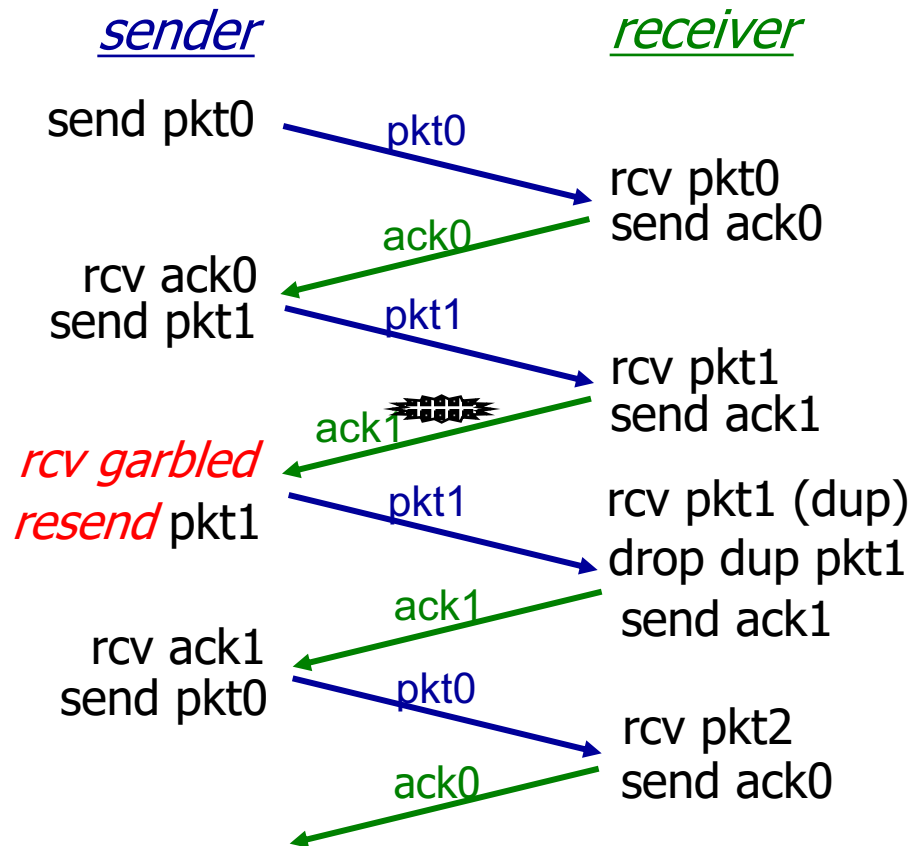 sender
receiver
send pkt0
pkt0
rcv pkt0
send ack0
ack0
rcv ack0
send pkt1
pkt1
rcv pkt1
send ack1
ack1
rcv garbled
resend pkt1
pkt1
rcv pkt1 (dup)
drop dup pkt1
send ack1
ack1
rcv ack1
send pkt0
pkt0
rcv pkt2
send ack0
ack0